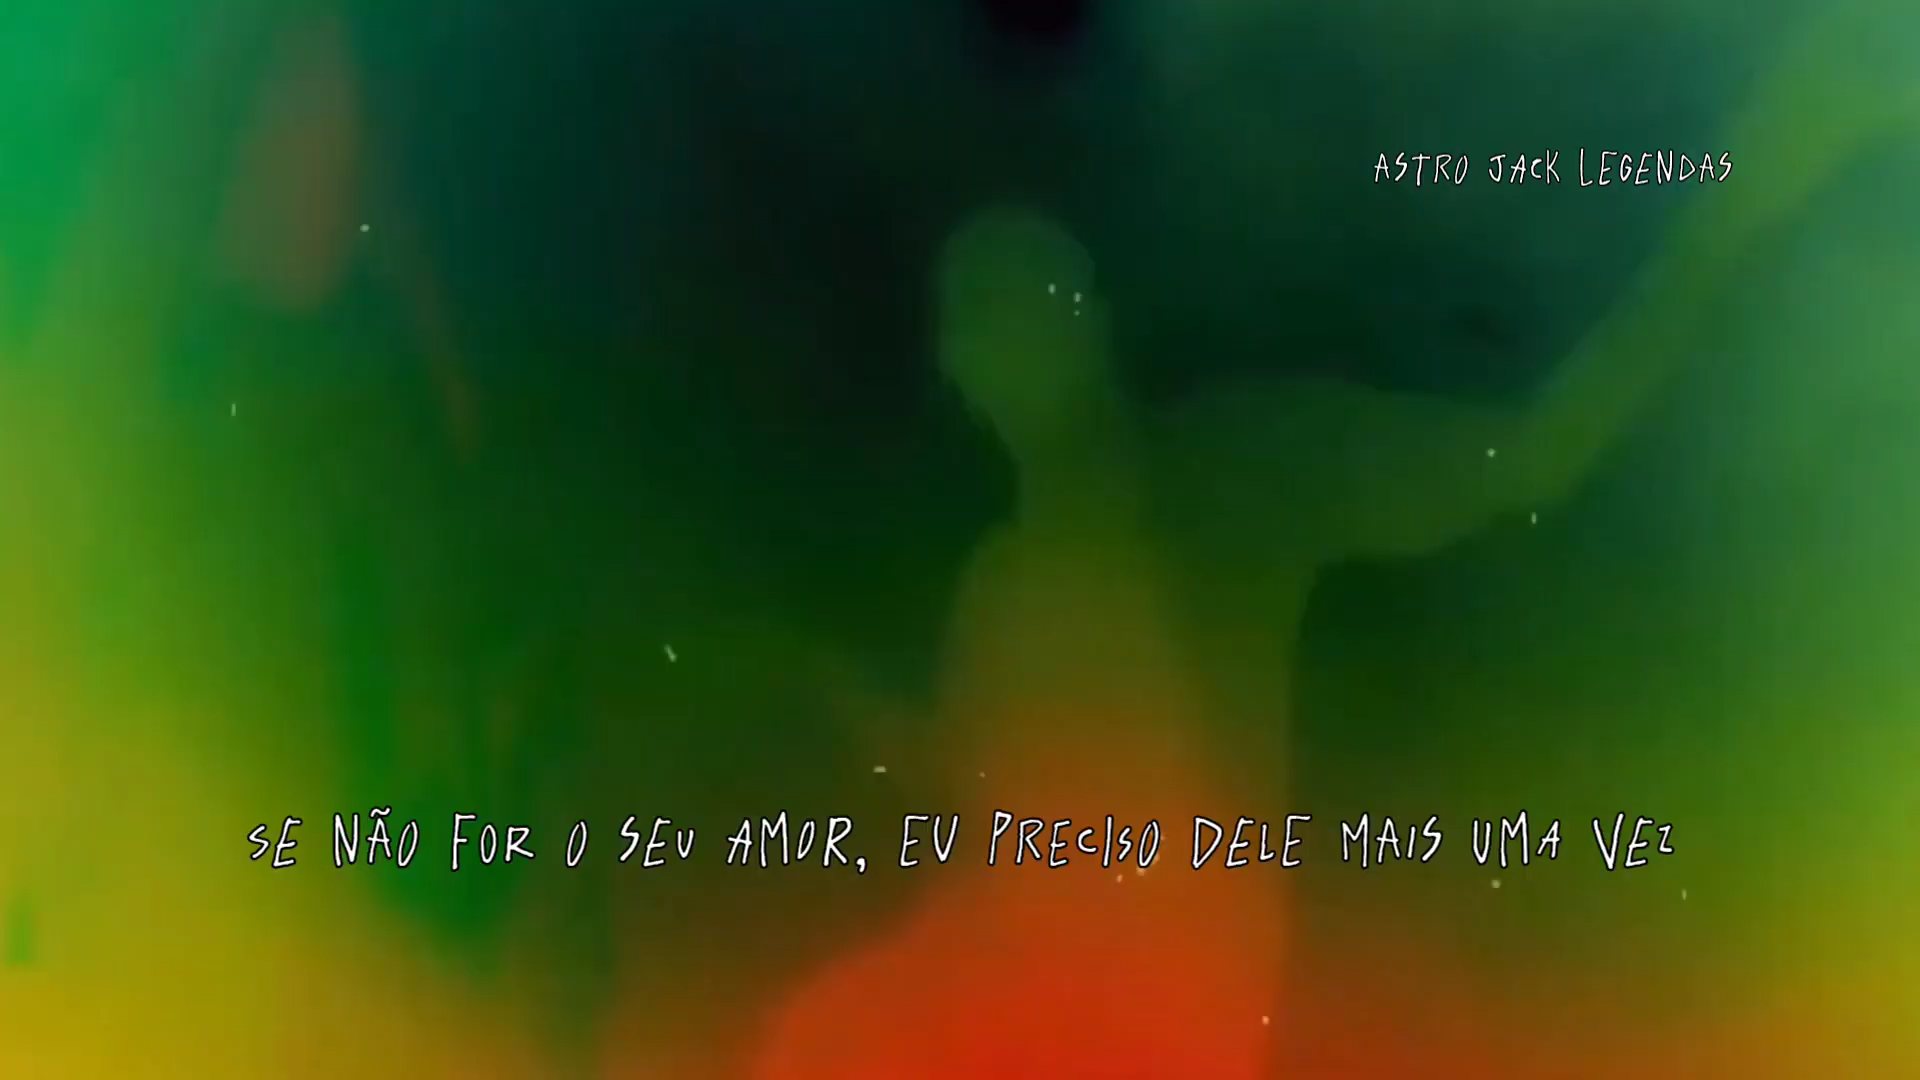 ASTRO JACK LEGENDAS
SE NÃO FOR O SEU AMOR, EU PRECISO DELE MAIS UMA VEZ